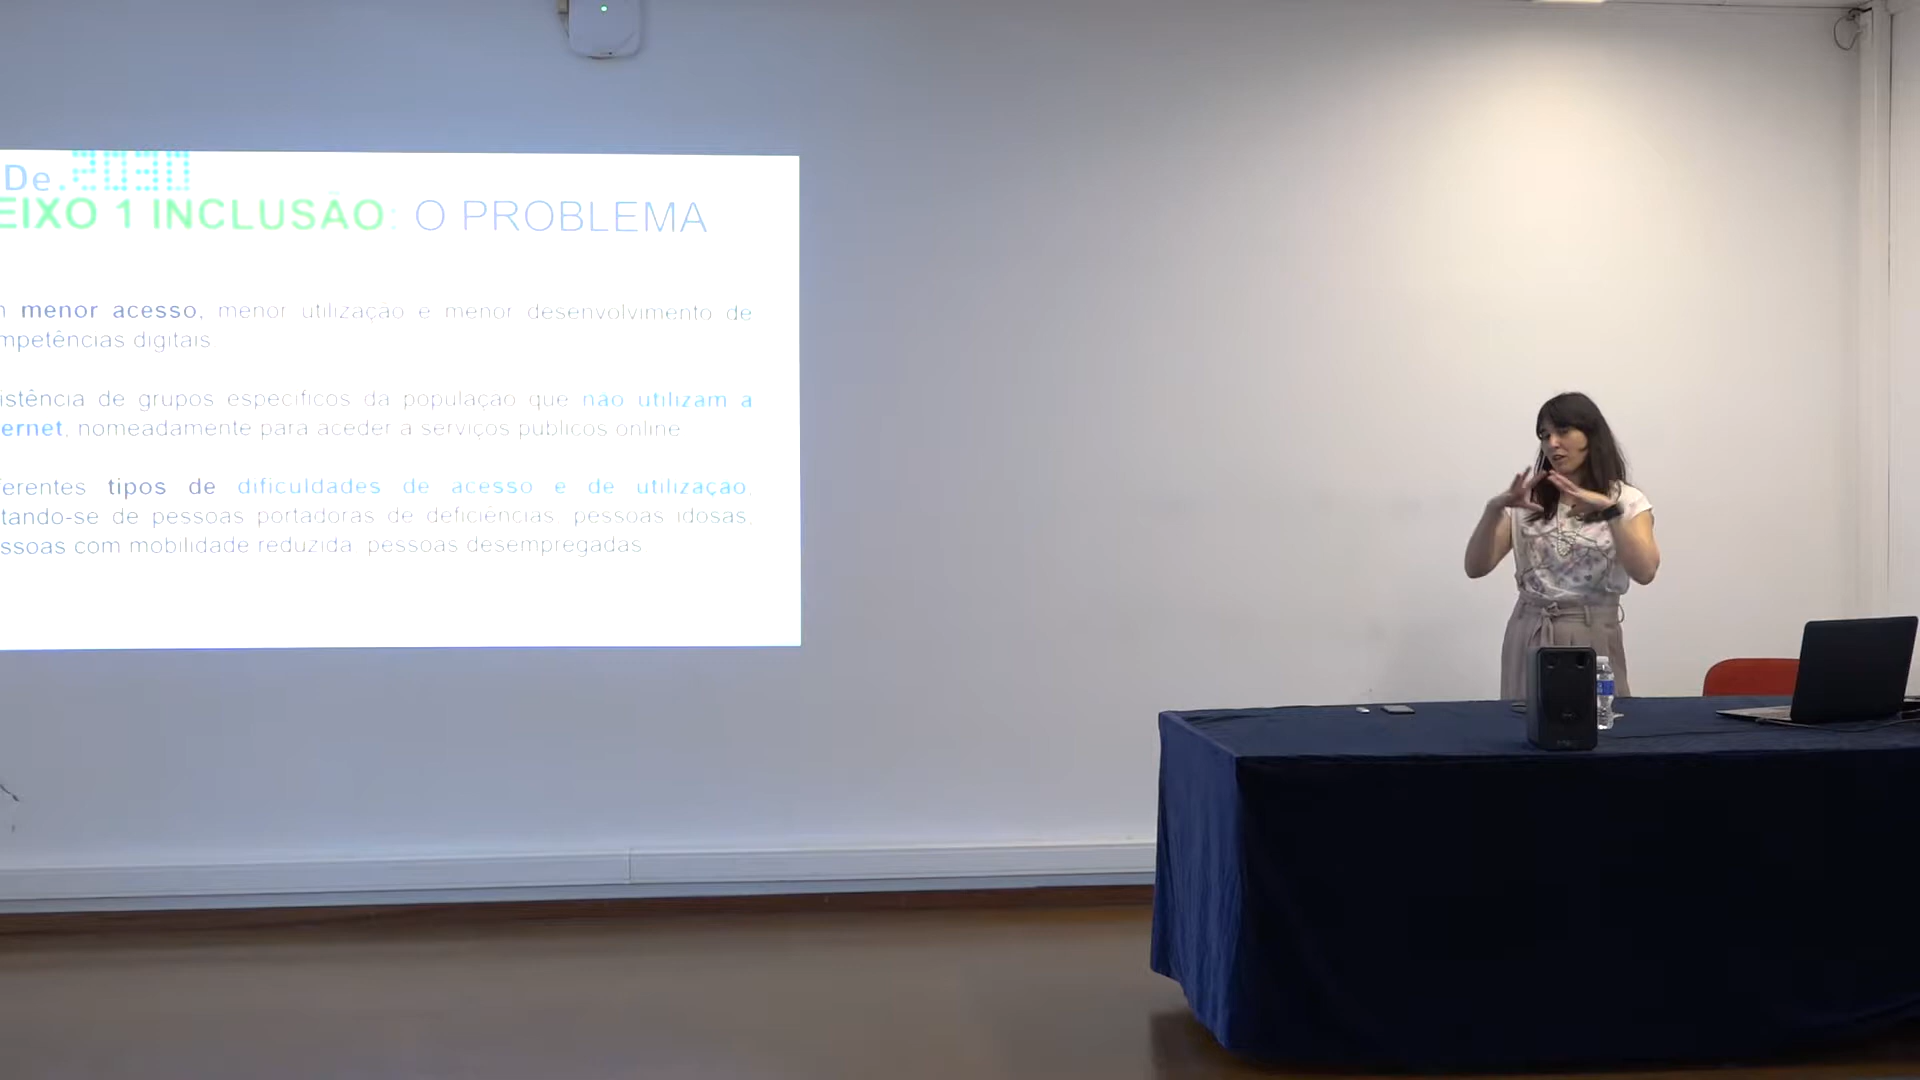 De.2030
EIXO 1 INCLUSÃO: O PROBLEMA
menor acesso, menor utilização e menor desenvolvimento de
mpetências digitais
istência de grupos específicos da população que não utilizam a
ernet, nomeadamente para aceder a serviços públicos online
erentes tipos de dificuldades de acesso e de utilização,
tando-se de pessoas portadoras de deficiências, pessoas idosas,
ssoas com mobilidade reduzida, pessoas desempregadas